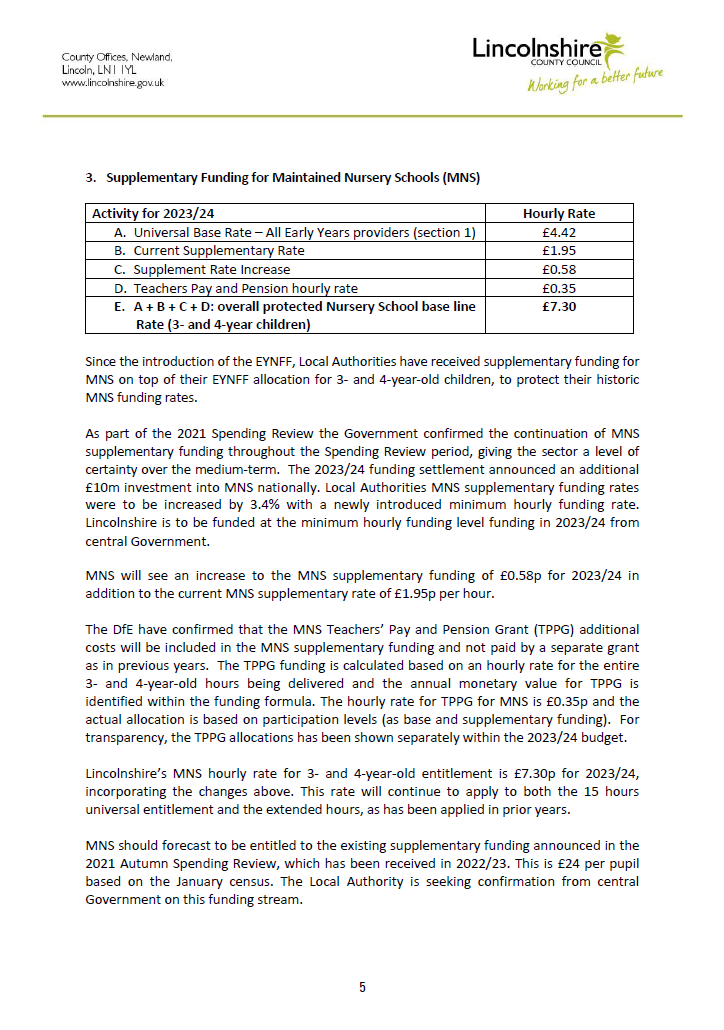 County Offices, Newland,
Lincoln, LN1 1YL
www.lincolnshire.gov.uk
Lincolnshire
COUNTY COUNCIL
Working for a better future
3. Supplementary Funding for Maintained Nursery Schools (MNS)
Activity for 2023/24 Hourly Rate
A. Universal Base Rate – All Early Years providers (section 1) £4.42
B. Current Supplementary Rate £1.95
C. Supplement Rate Increase £0.58
D. Teachers Pay and Pension hourly rate £0.35
E. A + B + C + D: overall protected Nursery School base line £7.30
Rate (3- and 4-year children)
Since the introduction of the EYNFF, Local Authorities have received supplementary funding for
MNS on top of their EYNFF allocation for 3- and 4-year-old children, to protect their historic
MNS funding rates.
As part of the 2021 Spending Review the Government confirmed the continuation of MNS
supplementary funding throughout the Spending Review period, giving the sector a level of
certainty over the medium-term. The 2023/24 funding settlement announced an additional
£10m investment into MNS nationally. Local Authorities MNS supplementary funding rates
were to be increased by 3.4% with a newly introduced minimum hourly funding rate.
Lincolnshire is to be funded at the minimum hourly funding level funding in 2023/24 from
central Government.
MNS will see an increase to the MNS supplementary funding of £0.58p for 2023/24 in
addition to the current MNS supplementary rate of £1.95p per hour.
The DfE have confirmed that the MNS Teachers' Pay and Pension Grant (TPPG) additional
costs will be included in the MNS supplementary funding and not paid by a separate grant
as in previous years. The TPPG funding is calculated based on an hourly rate for the entire
3- and 4-year-old hours being delivered and the annual monetary value for TPPG is
identified within the funding formula. The hourly rate for TPPG for MNS is £0.35p and the
actual allocation is based on participation levels (as base and supplementary funding). For
transparency, the TPPG allocations has been shown separately within the 2023/24 budget.
Lincolnshire's MNS hourly rate for 3- and 4-year-old entitlement is £7.30p for 2023/24,
incorporating the changes above. This rate will continue to apply to both the 15 hours
universal entitlement and the extended hours, as has been applied in prior years.
MNS should forecast to be entitled to the existing supplementary funding announced in the
2021 Autumn Spending Review, which has been received in 2022/23. This is £24 per pupil
based on the January census. The Local Authority is seeking confirmation from central
Government on this funding stream.
5